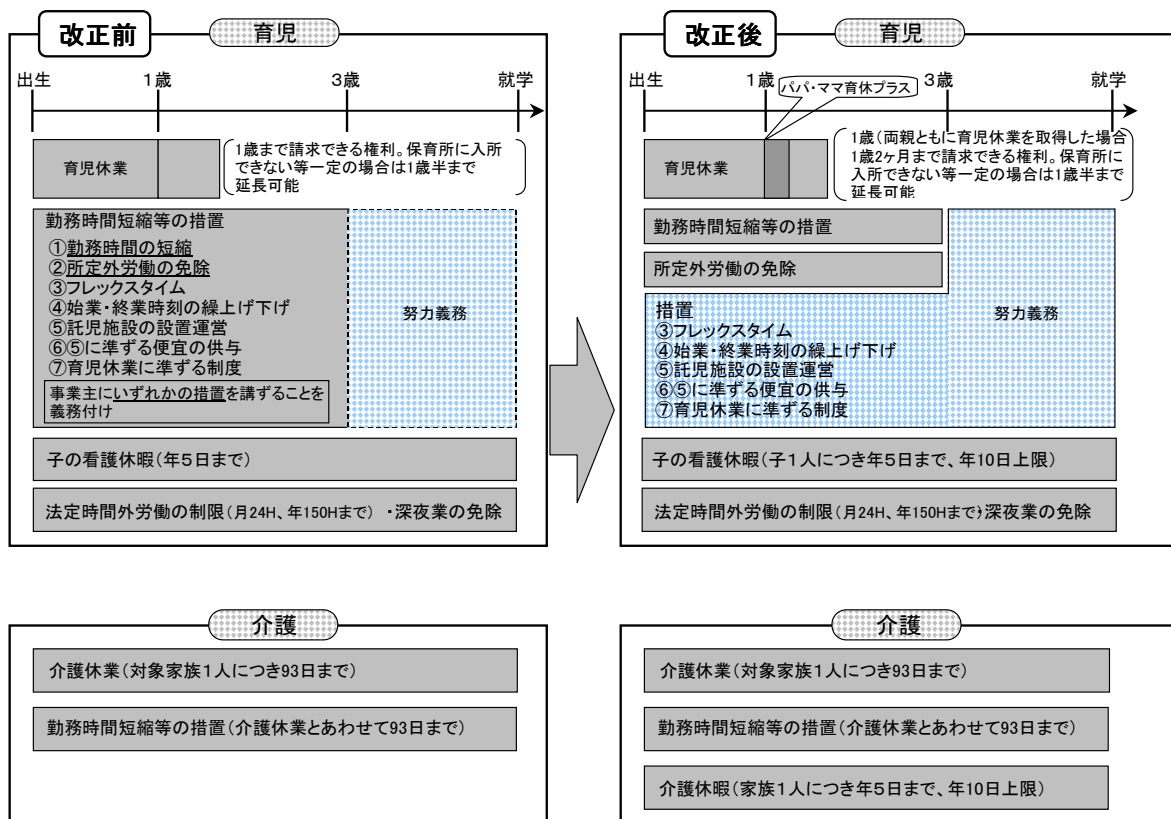 改正前
育児
出生
1歳
3歳
就学
育児休業
1歳まで請求できる権利。保育所に入所
できない等一定の場合は1歳半まで
延長可能
勤務時間短縮等の措置
①勤務時間の短縮
②所定外労働の免除
③フレックスタイム
④始業・終業時刻の繰上げ下げ
⑤託児施設の設置運営
⑥⑤に準ずる便宜の供与
⑦育児休業に準ずる制度
事業主にいずれかの措置を講ずることを
義務付け
努力義務
子の看護休暇(年5日まで)
法定時間外労働の制限(月24H、年150Hまで) ・深夜業の免除
改正後
育児
出生
1歳
パパ・ママ育休プラス
3歳
就学
育児休業
1歳(両親ともに育児休業を取得した場合
1歳2ヶ月まで請求できる権利。保育所に
入所できない等一定の場合は1歳半まで
延長可能
勤務時間短縮等の措置
所定外労働の免除
措置
③フレックスタイム
④始業・終業時刻の繰上げ下げ
⑤託児施設の設置運営
⑥⑤に準ずる便宜の供与
⑦育児休業に準ずる制度
努力義務
子の看護休暇(子1人につき年5日まで、年10日上限)
法定時間外労働の制限(月24H、年150Hまで)・深夜業の免除
介護
介護休業(対象家族1人につき93日まで)
勤務時間短縮等の措置(介護休業とあわせて93日まで)
介護
介護休業(対象家族1人につき93日まで)
勤務時間短縮等の措置(介護休業とあわせて93日まで)
介護休暇(家族1人につき年5日まで、年10日上限)